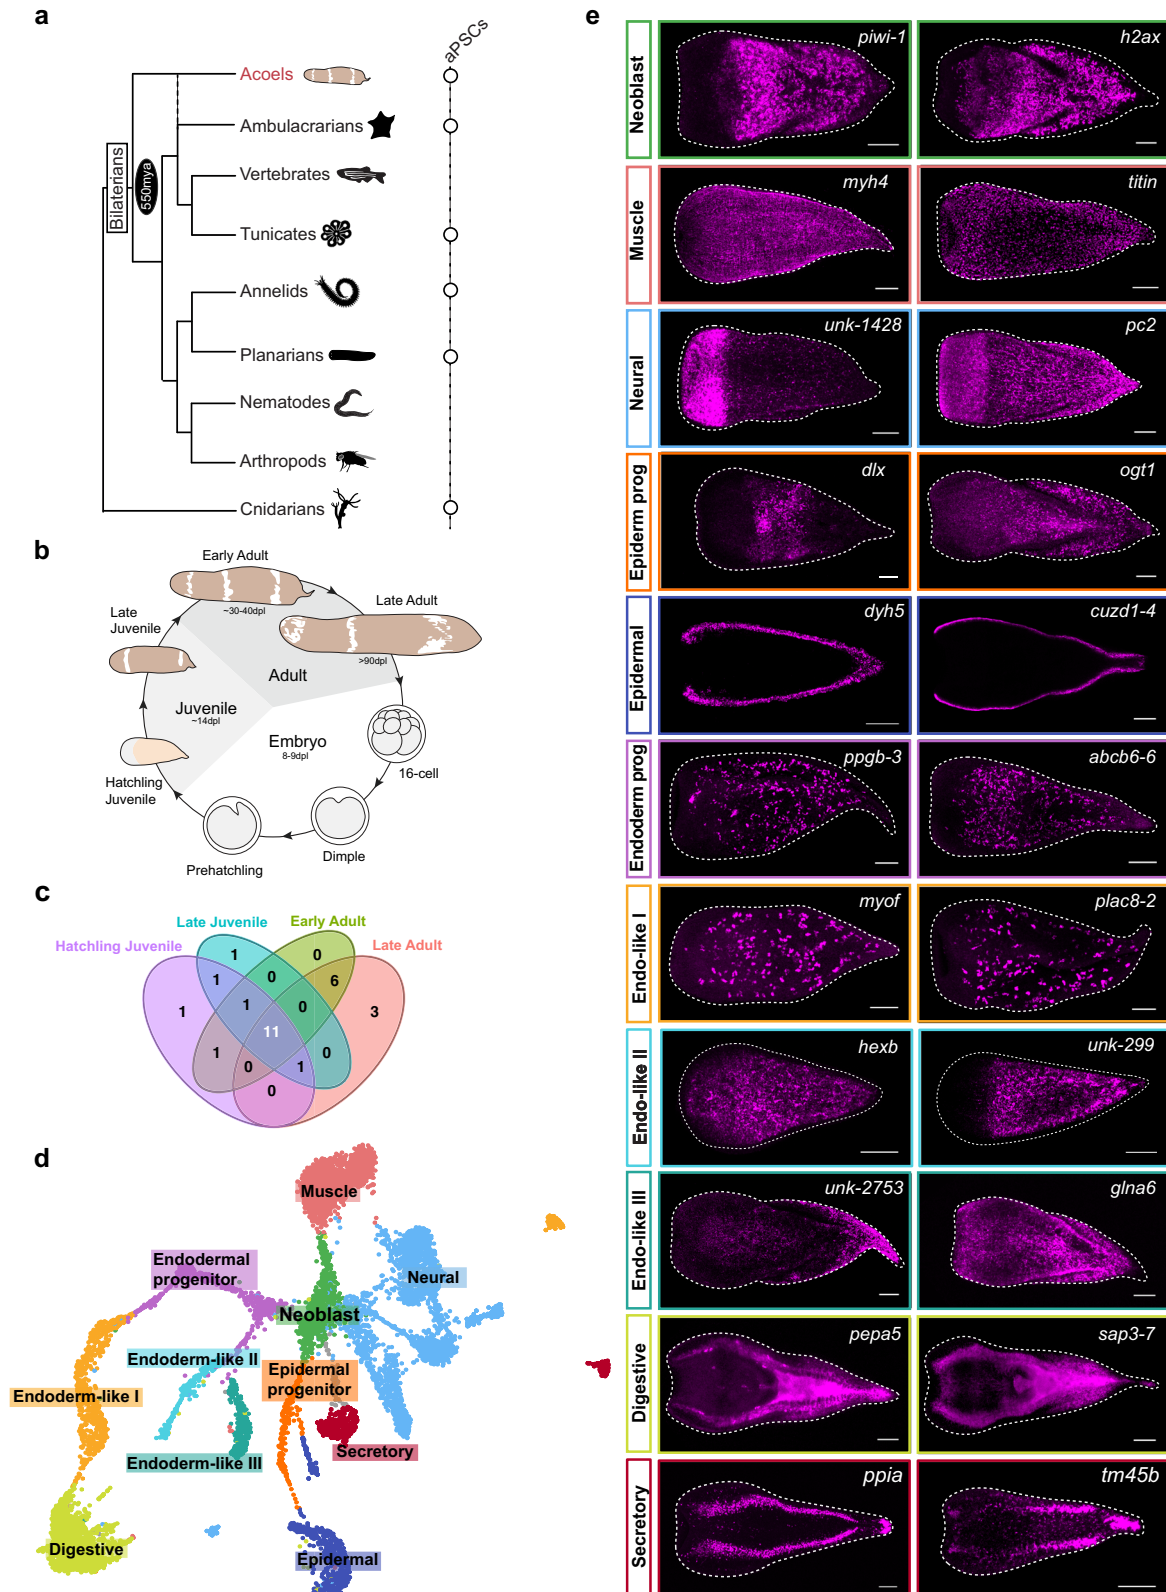 a
aPSCs
Acoels
Ambulacrarians
Vertebrates
Tunicates
Annelids
Planarians
Nematodes
Arthropods
Cnidarians
Bilaterians
550mya
b
Early Adult
~30-40dpl
Late Adult
>90dpl
Late
Juvenile
Adult
Juvenile
~14dpl
Embryo
8-9dpl
16-cell
Hatchling
Juvenile
Prehatchling
Dimple
c
Late Juvenile
Early Adult
Hatchling Juvenile
Late Adult
1
0
1
0
6
1
1
0
3
11
1
0
1
0
0
d
Muscle
Endodermal
progenitor
Neural
Neoblast
Endoderm-like II
Epidermal
progenitor
Endoderm-like I
Secretory
Endoderm-like III
Digestive
Epidermal
e
Neoblast
piwi-1
h2ax
Muscle
myh4
titin
Neural
unk-1428
pc2
Epiderm prog
dlx
ogt1
Epidermal
dyh5
cuzd1-4
Endoderm prog
ppgb-3
abcb6-6
Endo-like I
myof
plac8-2
Endo-like II
hexb
unk-299
Endo-like III
unk-2753
glna6
Digestive
pepa5
sap3-7
Secretory
ppia
tm45b